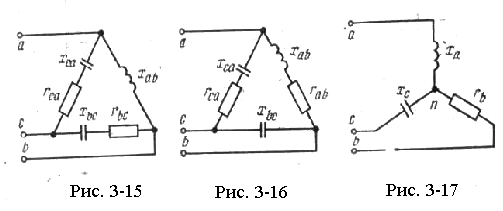 a
x_ca
x_ab
r_ca
x_bc
r_bc
c
b
a
x_ca
x_ab
r_ca
r_ab
x_bc
c
b
a
x_a
x_c
n
r_b
c
b
Рис. 3-15
Рис. 3-16
Рис. 3-17